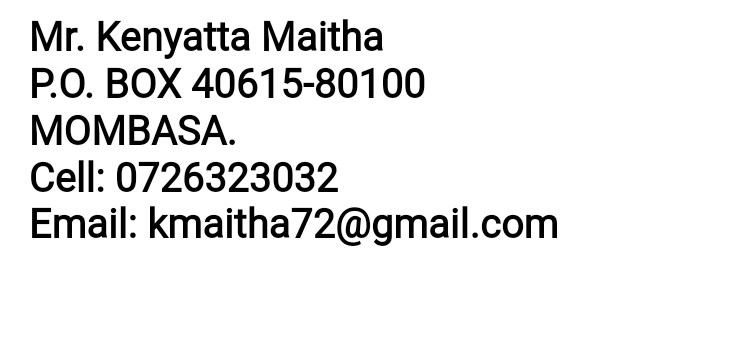 Mr. Kenyatta Maitha
P.O. BOX 40615-80100
MOMBASA.
Cell: 0726323032
Email: kmaitha72@gmail.com